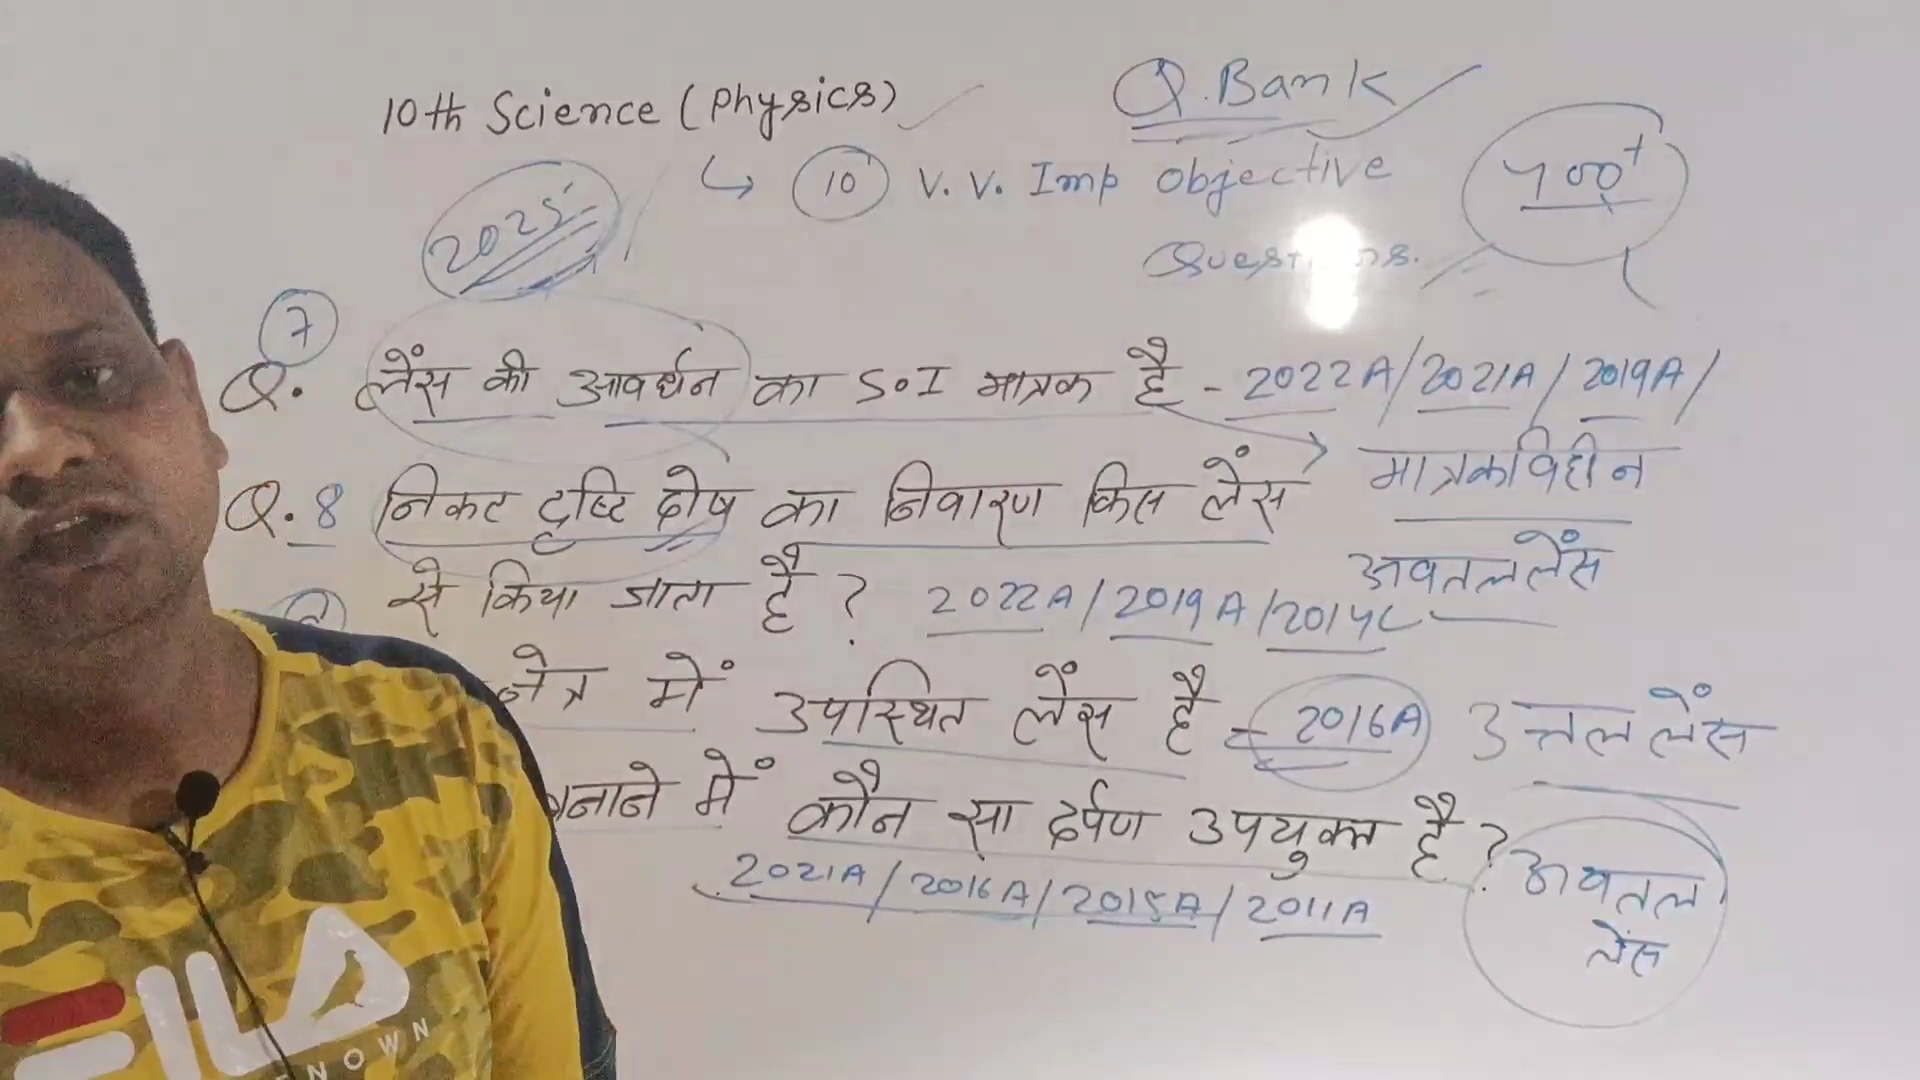 10th Science (Physics)
Q. Bank
2025
→ 10 V. V. Imp objective
400+
Questions.
7
Q. लेंस की आवर्धन का S.I मात्रक है - 2022A/2021A/2019A/
मात्रकविहीन
Q. 8 निकट दृष्टि दोष का निवारण किस लेंस
अवतल लेंस
से किया जाता है ? 2022A/2019A/2014C
नेत्र में उपस्थित लेंस है - 2016A उत्तल लेंस
बनाने में कौन सा दर्पण उपयुक्त है ?
2021A/2016A/2015A/2011A
अवतल
लेंस
FILA